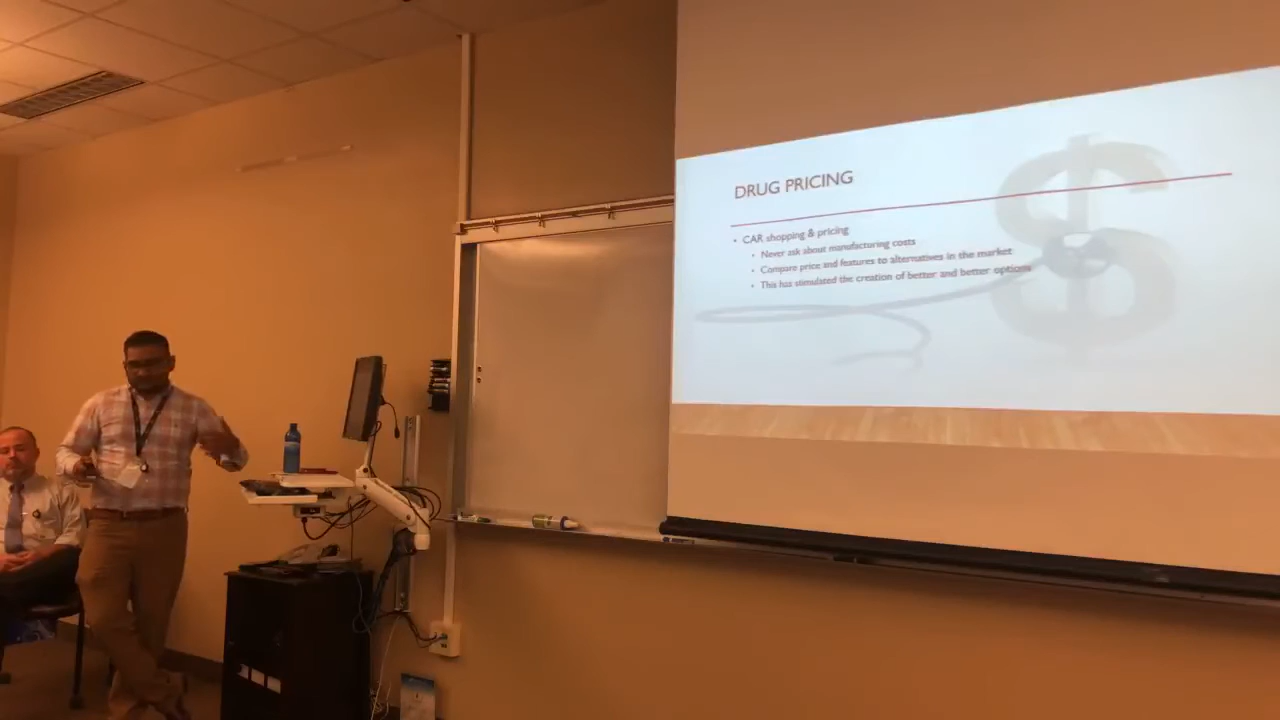 DRUG PRICING
• CAR shopping & pricing
• Never ask about manufacturing costs
• Compare price and features to alternatives in the market
• This has stimulated the creation of better and better options